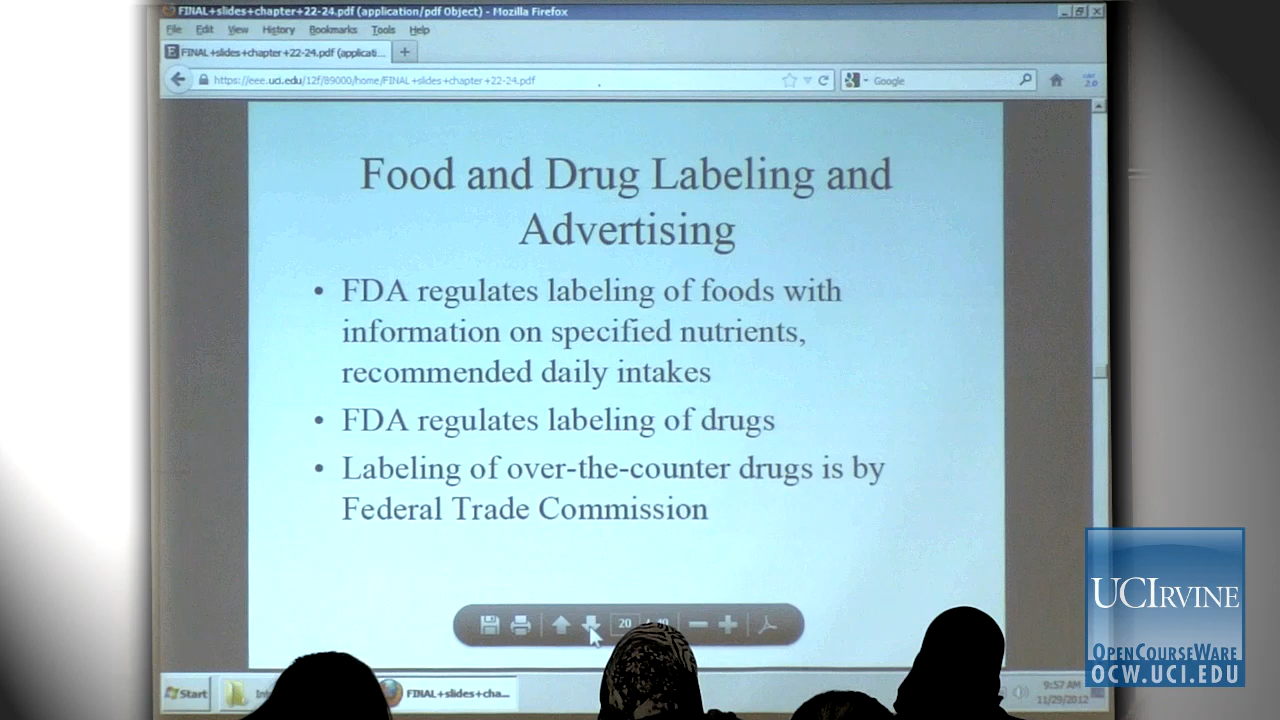 FINAL+slides+chapter+22-24.pdf (application/pdf Object) - Mozilla Firefox
File Edit View History Bookmarks Tools Help
FINAL+slides+chapter+22-24.pdf (applicati...
https://eee.uci.edu/12f/89000/home/FINAL+slides+chapter+22-24.pdf
Google
Food and Drug Labeling and
Advertising
• FDA regulates labeling of foods with
information on specified nutrients,
recommended daily intakes
• FDA regulates labeling of drugs
• Labeling of over-the-counter drugs is by
Federal Trade Commission
20 /
Start
FINAL+slides+cha...
9:57 AM
11/29/2012
UCIRVINE
OPENCOURSEWARE
OCW.UCI.EDU